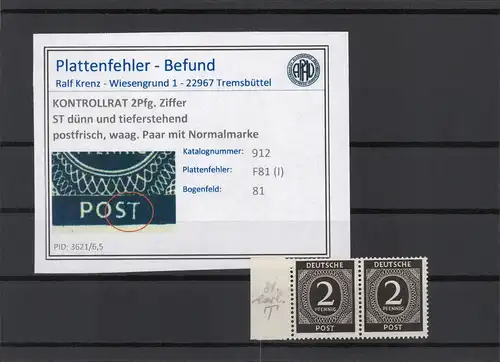 Plattenfehler - Befund
Ralf Krenz - Wiesengrund 1 - 22967 Tremsbüttel
KONTROLLRAT 2Pfg. Ziffer
ST dünn und tieferstehend
postfrisch, waag. Paar mit Normalmarke
Katalognummer: 912
Plattenfehler: F81 (I)
Bogenfeld: 81
POST
PID: 3621/6,5
DEUTSCHE DEUTSCHE
2 2
PFENNIG PFENNIG
POST POST